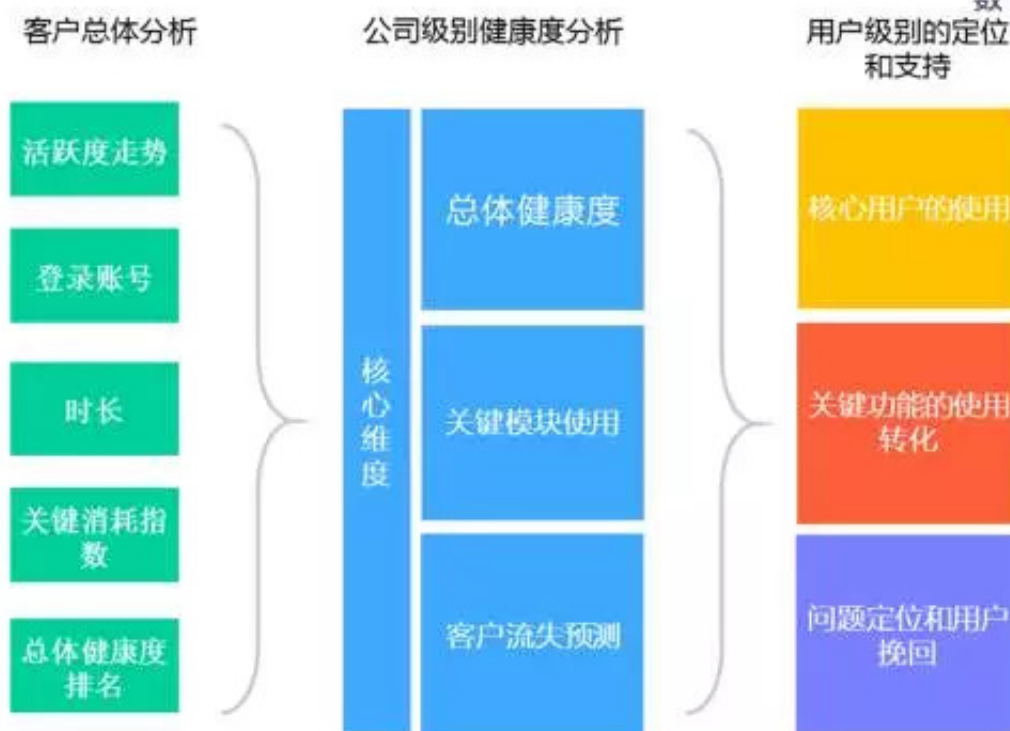 客户总体分析
活跃度走势
登录账号
时长
关键消耗指
数
总体健康度
排名
公司级别健康度分析
核心维度
总体健康度
关键模块使用
客户流失预测
数
用户级别的定位
和支持
核心用户的使用
关键功能的使用
转化
问题定位和用户
挽回